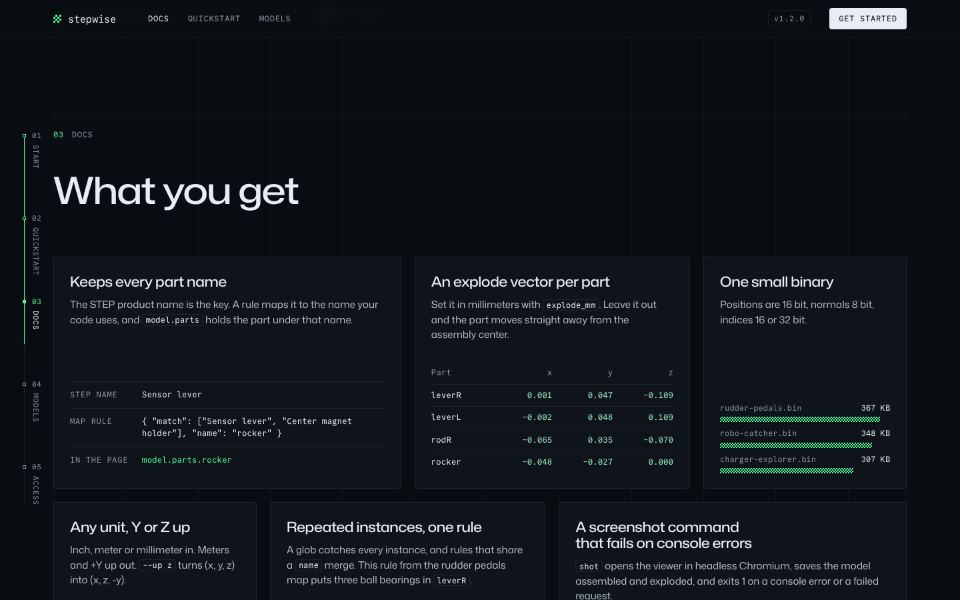 stepwise DOCS QUICKSTART MODELS v1.2.0 GET STARTED
01 START
02 QUICKSTART
03 DOCS
04 MODELS
05 ACCESS
03 DOCS
What you get
Keeps every part name
The STEP product name is the key. A rule maps it to the name your
code uses, and model.parts holds the part under that name.
STEP NAME Sensor lever
MAP RULE { "match": ["Sensor lever", "Center magnet
holder"], "name": "rocker" }
IN THE PAGE model.parts.rocker
An explode vector per part
Set it in millimeters with explode_mm. Leave it out
and the part moves straight away from the
assembly center.
Part x y z
leverR 0.001 0.047 -0.109
leverL -0.002 0.048 0.109
rodR -0.065 0.035 -0.070
rocker -0.048 -0.027 0.000
One small binary
Positions are 16 bit, normals 8 bit,
indices 16 or 32 bit.
rudder-pedals.bin 367 KB
robo-catcher.bin 348 KB
charger-explorer.bin 307 KB
Any unit, Y or Z up
Inch, meter or millimeter in. Meters
and +Y up out. --up z turns (x, y, z)
into (x, z, -y).
Repeated instances, one rule
A glob catches every instance, and rules that share
a name merge. This rule from the rudder pedals
map puts three ball bearings in leverR.
A screenshot command
that fails on console errors
shot opens the viewer in headless Chromium, saves the model
assembled and exploded, and exits 1 on a console error or a failed
request.